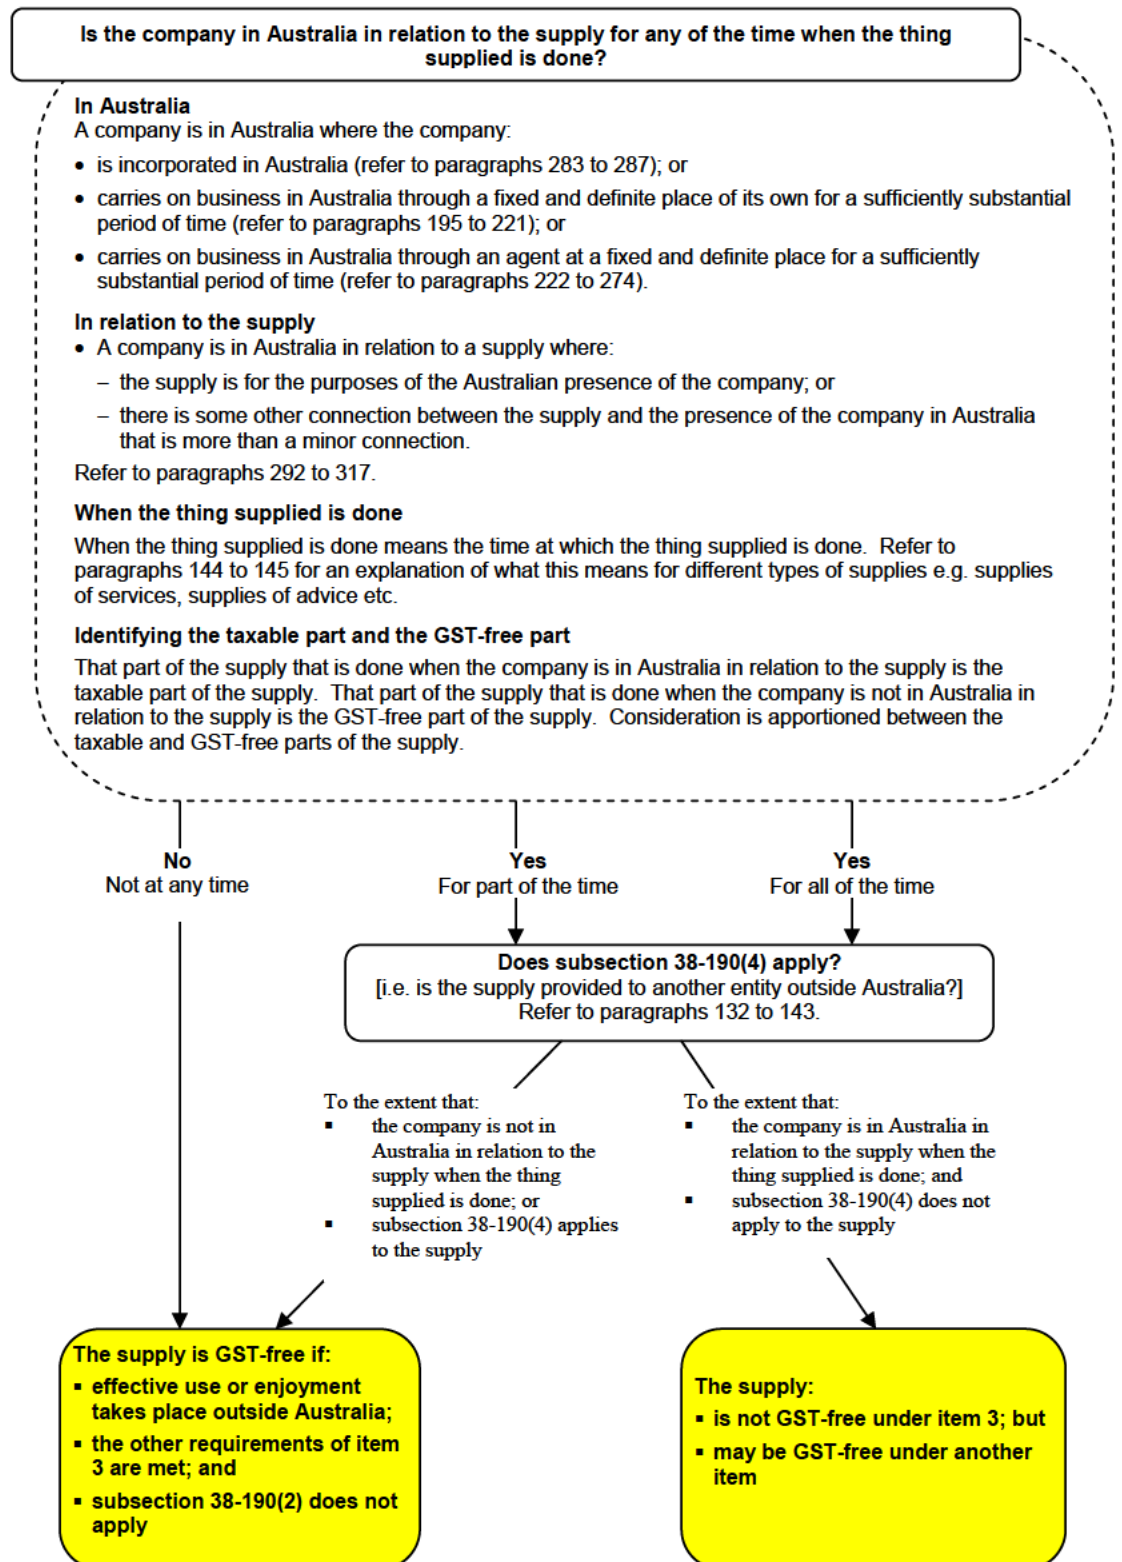 Is the company in Australia in relation to the supply for any of the time when the thing
supplied is done?
In Australia
A company is in Australia where the company:
• is incorporated in Australia (refer to paragraphs 283 to 287); or
• carries on business in Australia through a fixed and definite place of its own for a sufficiently substantial
period of time (refer to paragraphs 195 to 221); or
• carries on business in Australia through an agent at a fixed and definite place for a sufficiently
substantial period of time (refer to paragraphs 222 to 274).
In relation to the supply
• A company is in Australia in relation to a supply where:
– the supply is for the purposes of the Australian presence of the company; or
– there is some other connection between the supply and the presence of the company in Australia
that is more than a minor connection.
Refer to paragraphs 292 to 317.
When the thing supplied is done
When the thing supplied is done means the time at which the thing supplied is done. Refer to
paragraphs 144 to 145 for an explanation of what this means for different types of supplies e.g. supplies
of services, supplies of advice etc.
Identifying the taxable part and the GST-free part
That part of the supply that is done when the company is in Australia in relation to the supply is the
taxable part of the supply. That part of the supply that is done when the company is not in Australia in
relation to the supply is the GST-free part of the supply. Consideration is apportioned between the
taxable and GST-free parts of the supply.
No
Not at any time
Yes
For part of the time
Yes
For all of the time
Does subsection 38-190(4) apply?
[i.e. is the supply provided to another entity outside Australia?]
Refer to paragraphs 132 to 143.
To the extent that:
▪ the company is not in
Australia in relation to the
supply when the thing
supplied is done; or
▪ subsection 38-190(4) applies
to the supply
To the extent that:
▪ the company is in Australia in
relation to the supply when the
thing supplied is done; and
▪ subsection 38-190(4) does not
apply to the supply
The supply is GST-free if:
▪ effective use or enjoyment
takes place outside Australia;
▪ the other requirements of item
3 are met; and
▪ subsection 38-190(2) does not
apply
The supply:
▪ is not GST-free under item 3; but
▪ may be GST-free under another
item